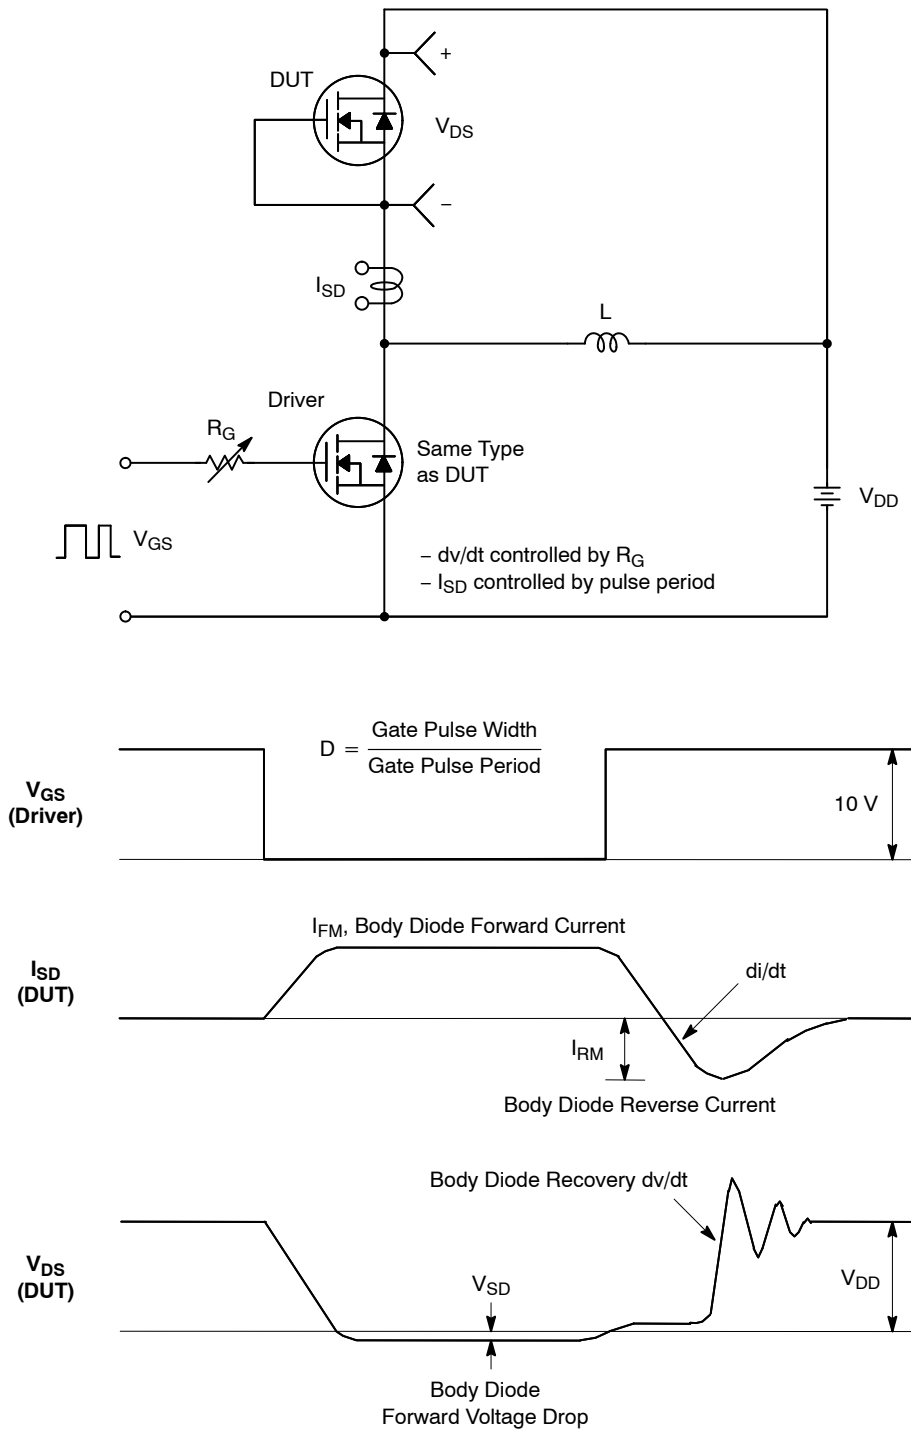 +
DUT
V_DS
−
I_SD
L
Driver
R_G
Same Type
as DUT
V_DD
V_GS
− dv/dt controlled by R_G
− I_SD controlled by pulse period
D = Gate Pulse Width
Gate Pulse Period
V_GS
(Driver)
10 V
I_FM, Body Diode Forward Current
I_SD
(DUT)
di/dt
I_RM
Body Diode Reverse Current
Body Diode Recovery dv/dt
V_DS
(DUT)
V_SD
V_DD
Body Diode
Forward Voltage Drop